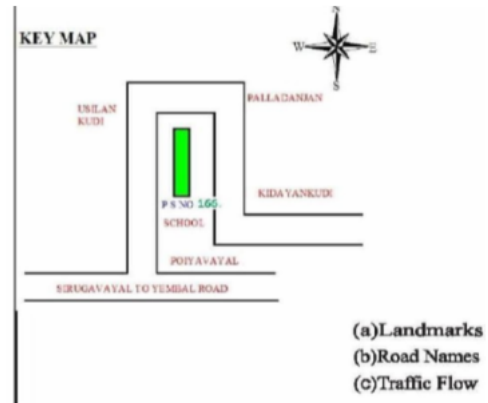 KEY MAP
N
W
E
S
USILAN
KUDI
PALLADANJAN
KIDAYANKUDI
P S NO 166.
SCHOOL
POIYAVAYAL
SIRUGAVAYAL TO YEMBAL ROAD
(a)Landmarks
(b)Road Names
(c)Traffic Flow